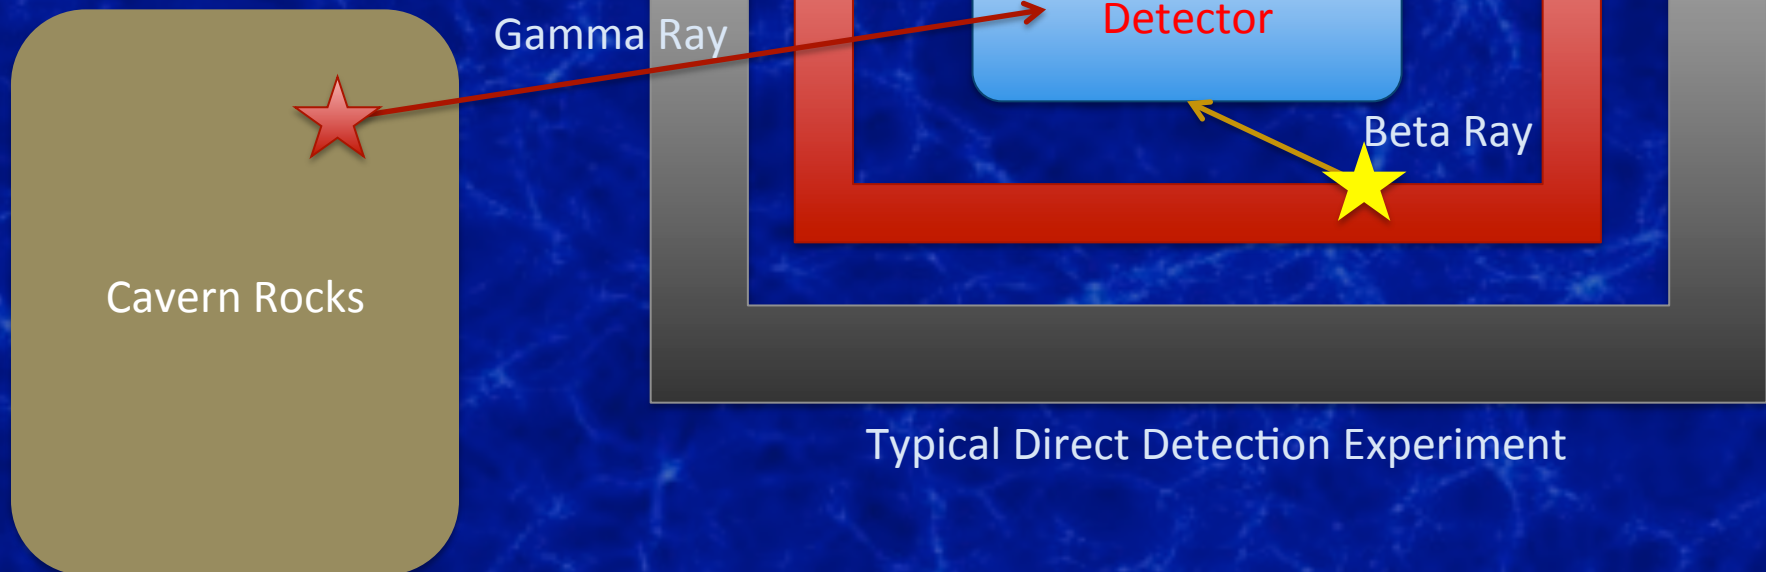 Detector
Gamma Ray
Beta Ray
Cavern Rocks
Typical Direct Detection Experiment